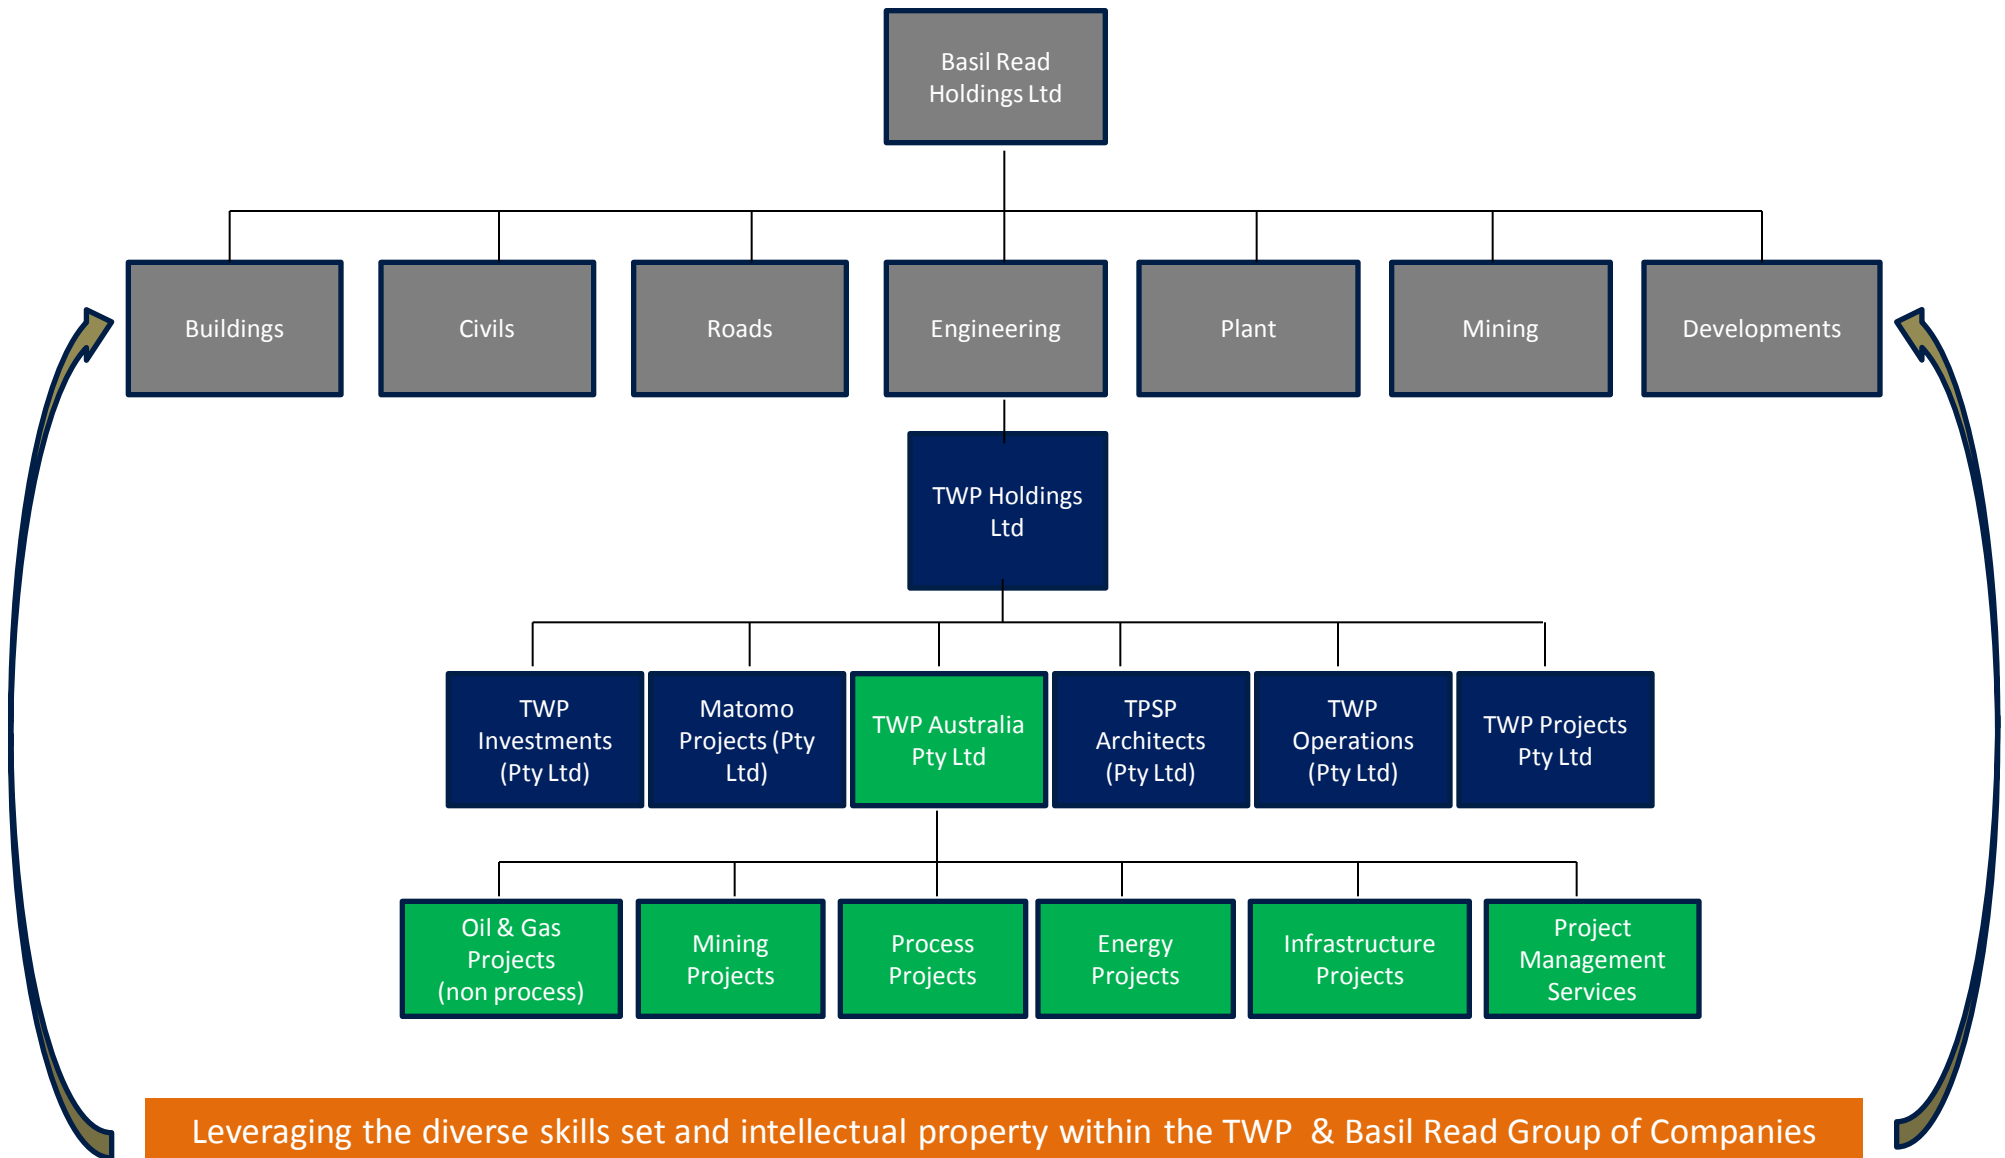 Basil Read
Holdings Ltd
Buildings
Civils
Roads
Engineering
Plant
Mining
Developments
TWP Holdings
Ltd
TWP
Investments
(Pty Ltd)
Matomo
Projects (Pty
Ltd)
TWP Australia
Pty Ltd
TPSP
Architects
(Pty Ltd)
TWP
Operations
(Pty Ltd)
TWP Projects
Pty Ltd
Oil & Gas
Projects
(non process)
Mining
Projects
Process
Projects
Energy
Projects
Infrastructure
Projects
Project
Management
Services
Leveraging the diverse skills set and intellectual property within the TWP & Basil Read Group of Companies